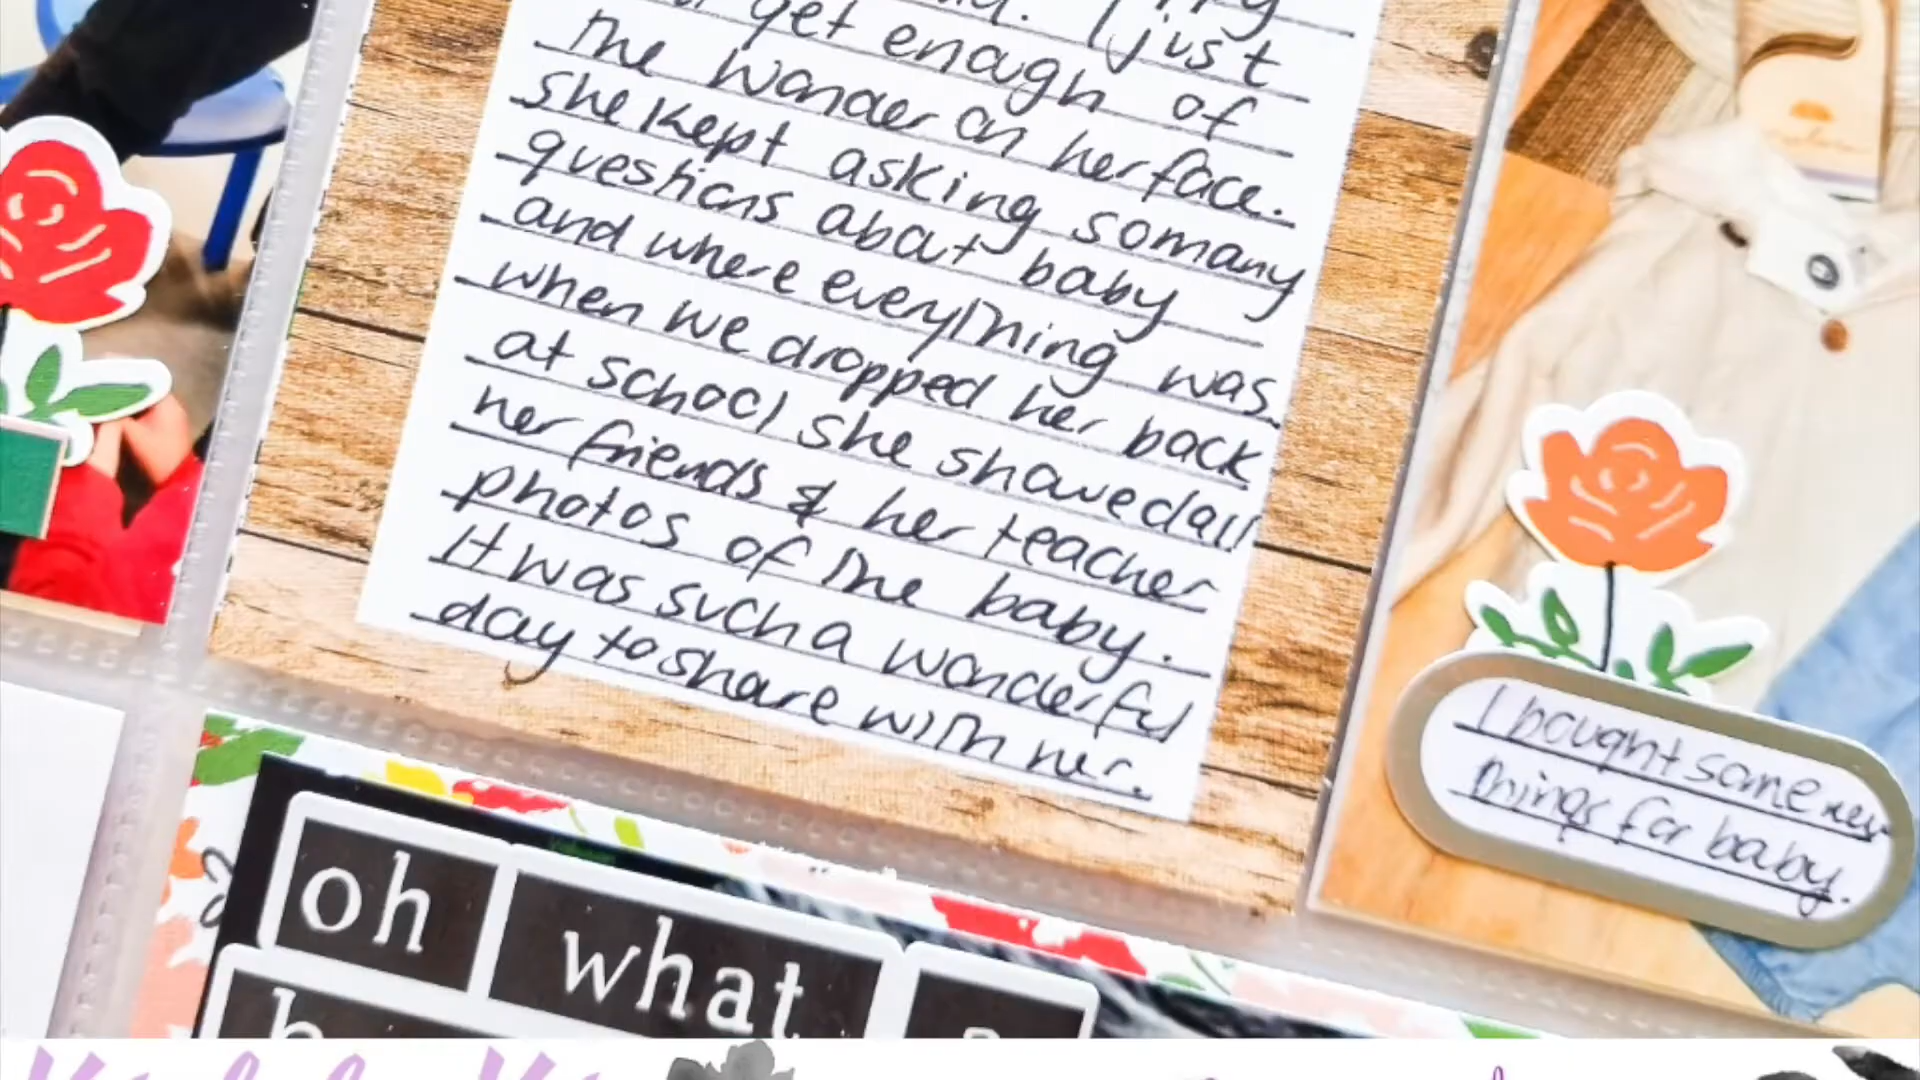 I just
get enough of
the wonder on her face.
she kept asking so many
questions about baby
and where everything was
when we dropped her back
at school she showed all
her friends & her teacher
photos of the baby.
It was such a wonderful
day to share with her.
I bought some new
things for baby.
oh what